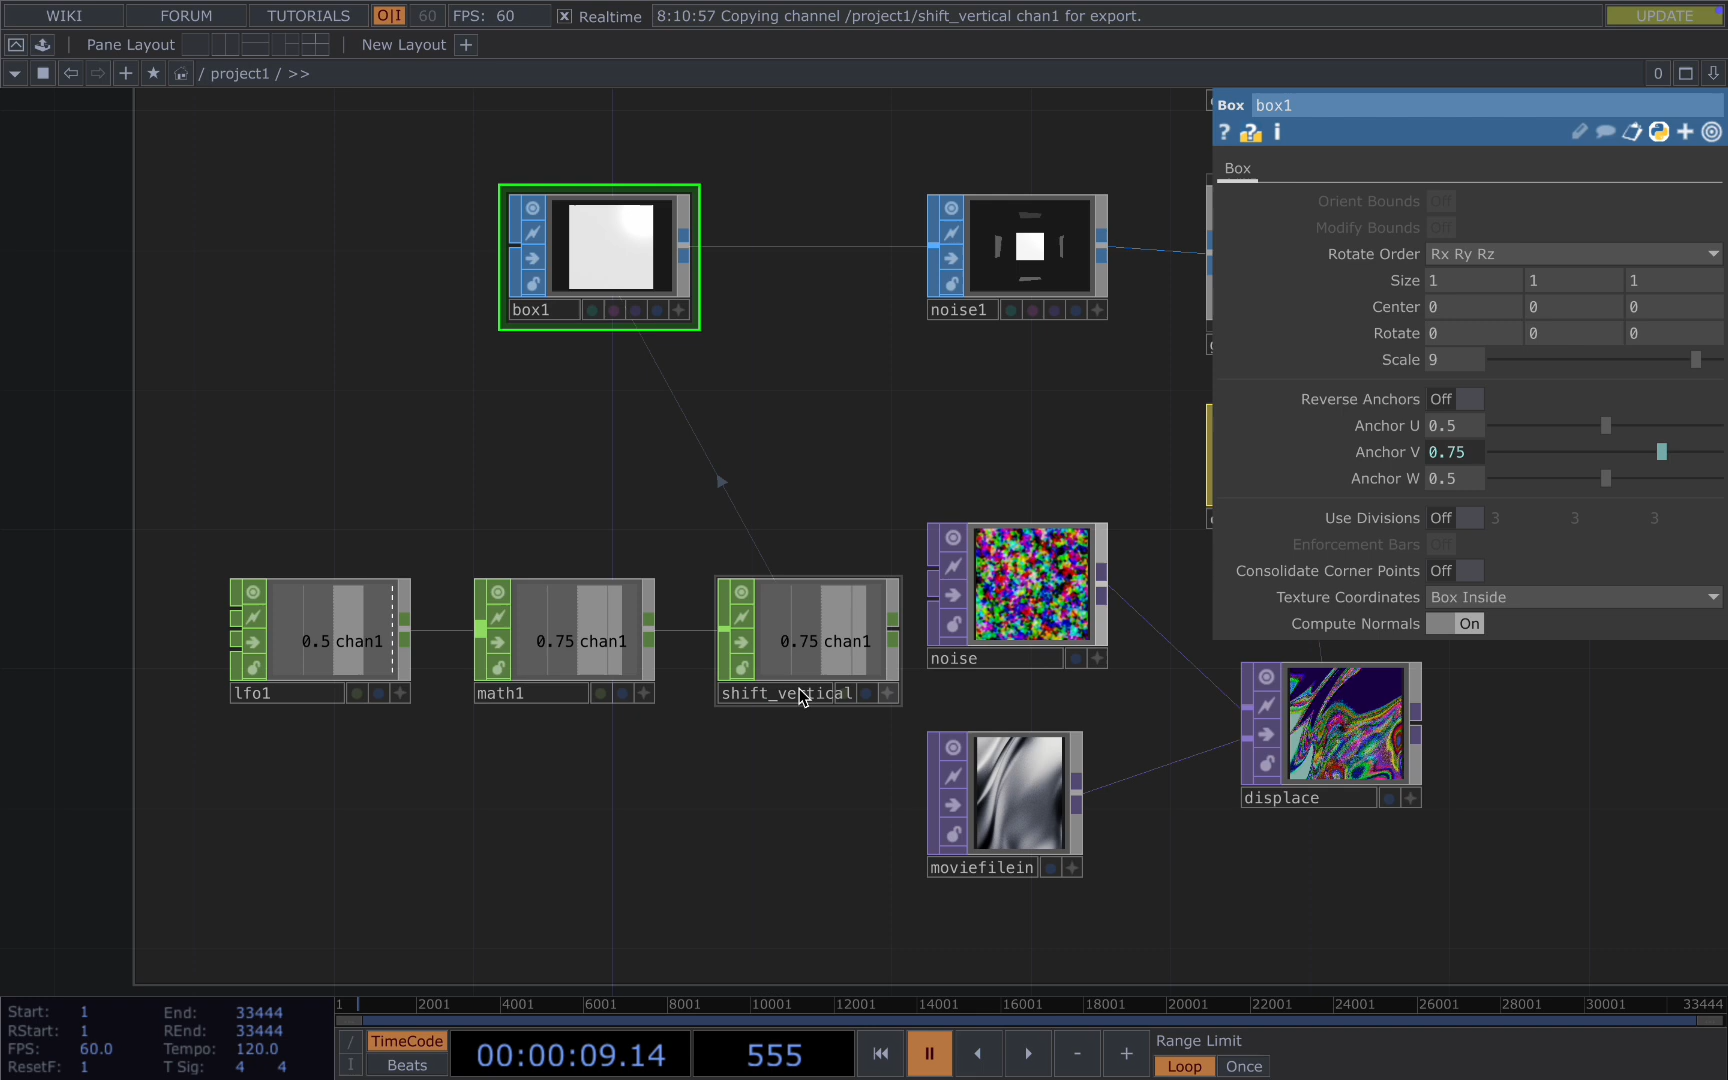 WIKI FORUM TUTORIALS O|I 60 FPS: 60 Realtime 8:10:57 Copying channel /project1/shift_vertical chan1 for export. UPDATE
Pane Layout New Layout +
/ project1 / >> 0
Box box1
? i
Box
Orient Bounds Off
Modify Bounds Off
Rotate Order Rx Ry Rz
Size 1 1 1
Center 0 0 0
Rotate 0 0 0
Scale 9
Reverse Anchors Off
Anchor U 0.5
Anchor V 0.75
Anchor W 0.5
Use Divisions Off 3 3 3
Enforcement Bars Off
Consolidate Corner Points Off
Texture Coordinates Box Inside
Compute Normals On
box1
noise1
0.5 chan1
lfo1
0.75 chan1
math1
0.75 chan1
shift_vertical
noise
moviefilein
displace
Start: 1 End: 33444
RStart: 1 REnd: 33444
FPS: 60.0 Tempo: 120.0
ResetF: 1 T Sig: 4 4
1 2001 4001 6001 8001 10001 12001 14001 16001 18001 20001 22001 24001 26001 28001 30001 33444
/ TimeCode
I Beats
00:00:09.14 555
- +
Range Limit
Loop Once